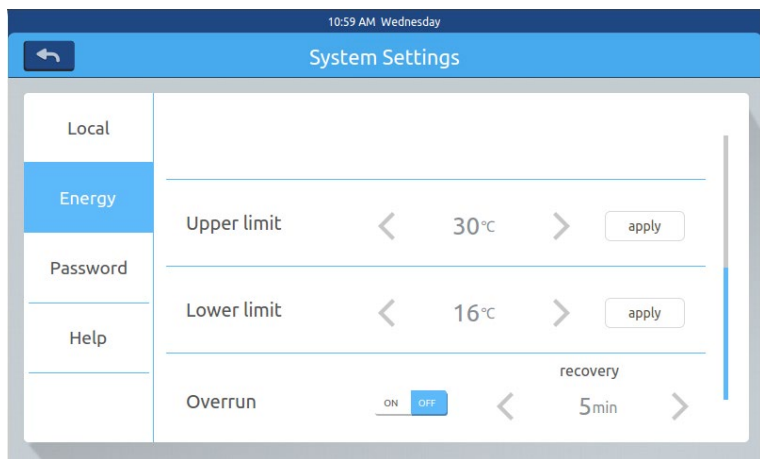 10:59 AM Wednesday
System Settings
Local
Energy
Upper limit 30℃ apply
Password
Lower limit 16℃ apply
Help
recovery
Overrun ON OFF 5min